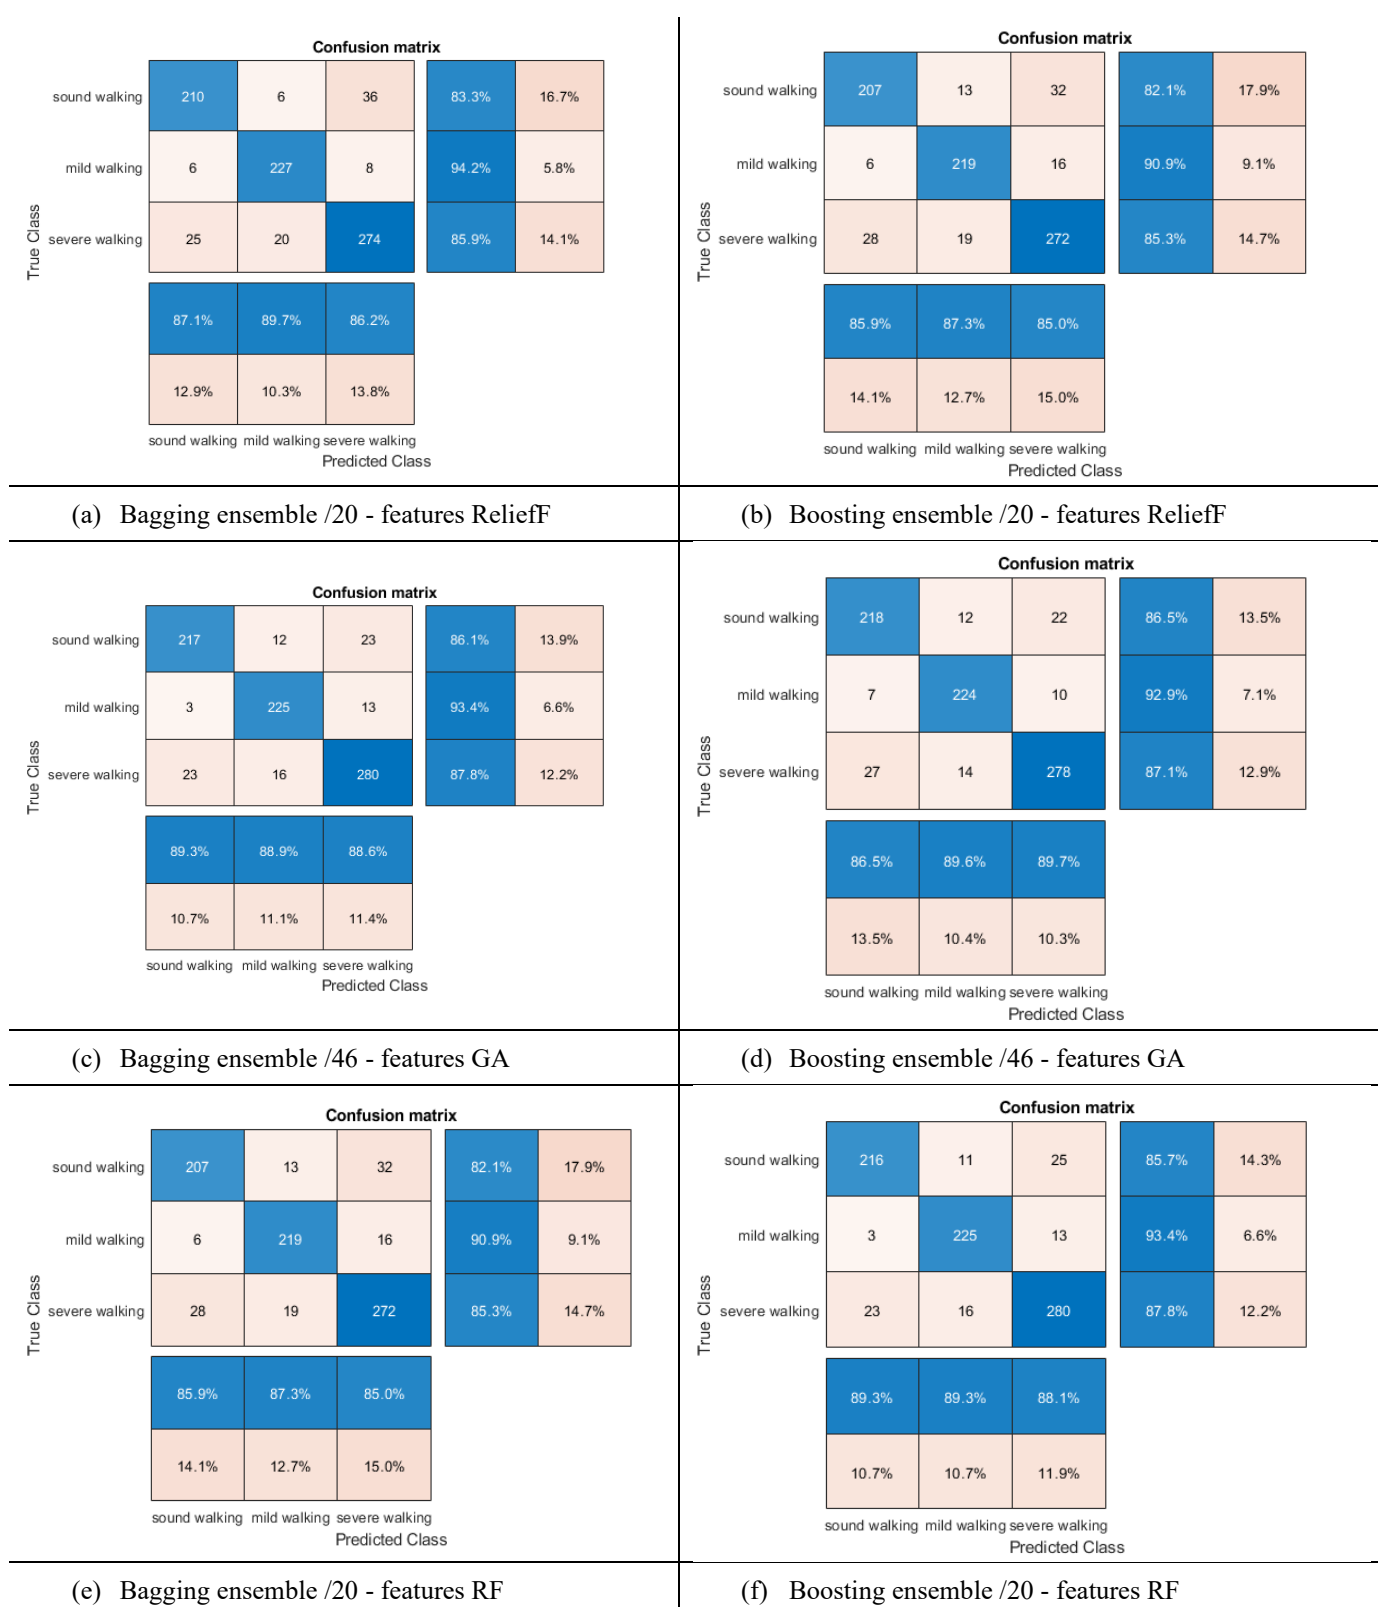 Confusion matrix
sound walking 210 6 36 83.3% 16.7%
mild walking 6 227 8 94.2% 5.8%
severe walking 25 20 274 85.9% 14.1%
True Class
87.1% 89.7% 86.2%
12.9% 10.3% 13.8%
sound walking mild walking severe walking
Predicted Class
(a) Bagging ensemble /20 - features ReliefF
Confusion matrix
sound walking 207 13 32 82.1% 17.9%
mild walking 6 219 16 90.9% 9.1%
severe walking 28 19 272 85.3% 14.7%
True Class
85.9% 87.3% 85.0%
14.1% 12.7% 15.0%
sound walking mild walking severe walking
Predicted Class
(b) Boosting ensemble /20 - features ReliefF
Confusion matrix
sound walking 217 12 23 86.1% 13.9%
mild walking 3 225 13 93.4% 6.6%
severe walking 23 16 280 87.8% 12.2%
True Class
89.3% 88.9% 88.6%
10.7% 11.1% 11.4%
sound walking mild walking severe walking
Predicted Class
(c) Bagging ensemble /46 - features GA
Confusion matrix
sound walking 218 12 22 86.5% 13.5%
mild walking 7 224 10 92.9% 7.1%
severe walking 27 14 278 87.1% 12.9%
True Class
86.5% 89.6% 89.7%
13.5% 10.4% 10.3%
sound walking mild walking severe walking
Predicted Class
(d) Boosting ensemble /46 - features GA
Confusion matrix
sound walking 207 13 32 82.1% 17.9%
mild walking 6 219 16 90.9% 9.1%
severe walking 28 19 272 85.3% 14.7%
True Class
85.9% 87.3% 85.0%
14.1% 12.7% 15.0%
sound walking mild walking severe walking
Predicted Class
(e) Bagging ensemble /20 - features RF
Confusion matrix
sound walking 216 11 25 85.7% 14.3%
mild walking 3 225 13 93.4% 6.6%
severe walking 23 16 280 87.8% 12.2%
True Class
89.3% 89.3% 88.1%
10.7% 10.7% 11.9%
sound walking mild walking severe walking
Predicted Class
(f) Boosting ensemble /20 - features RF